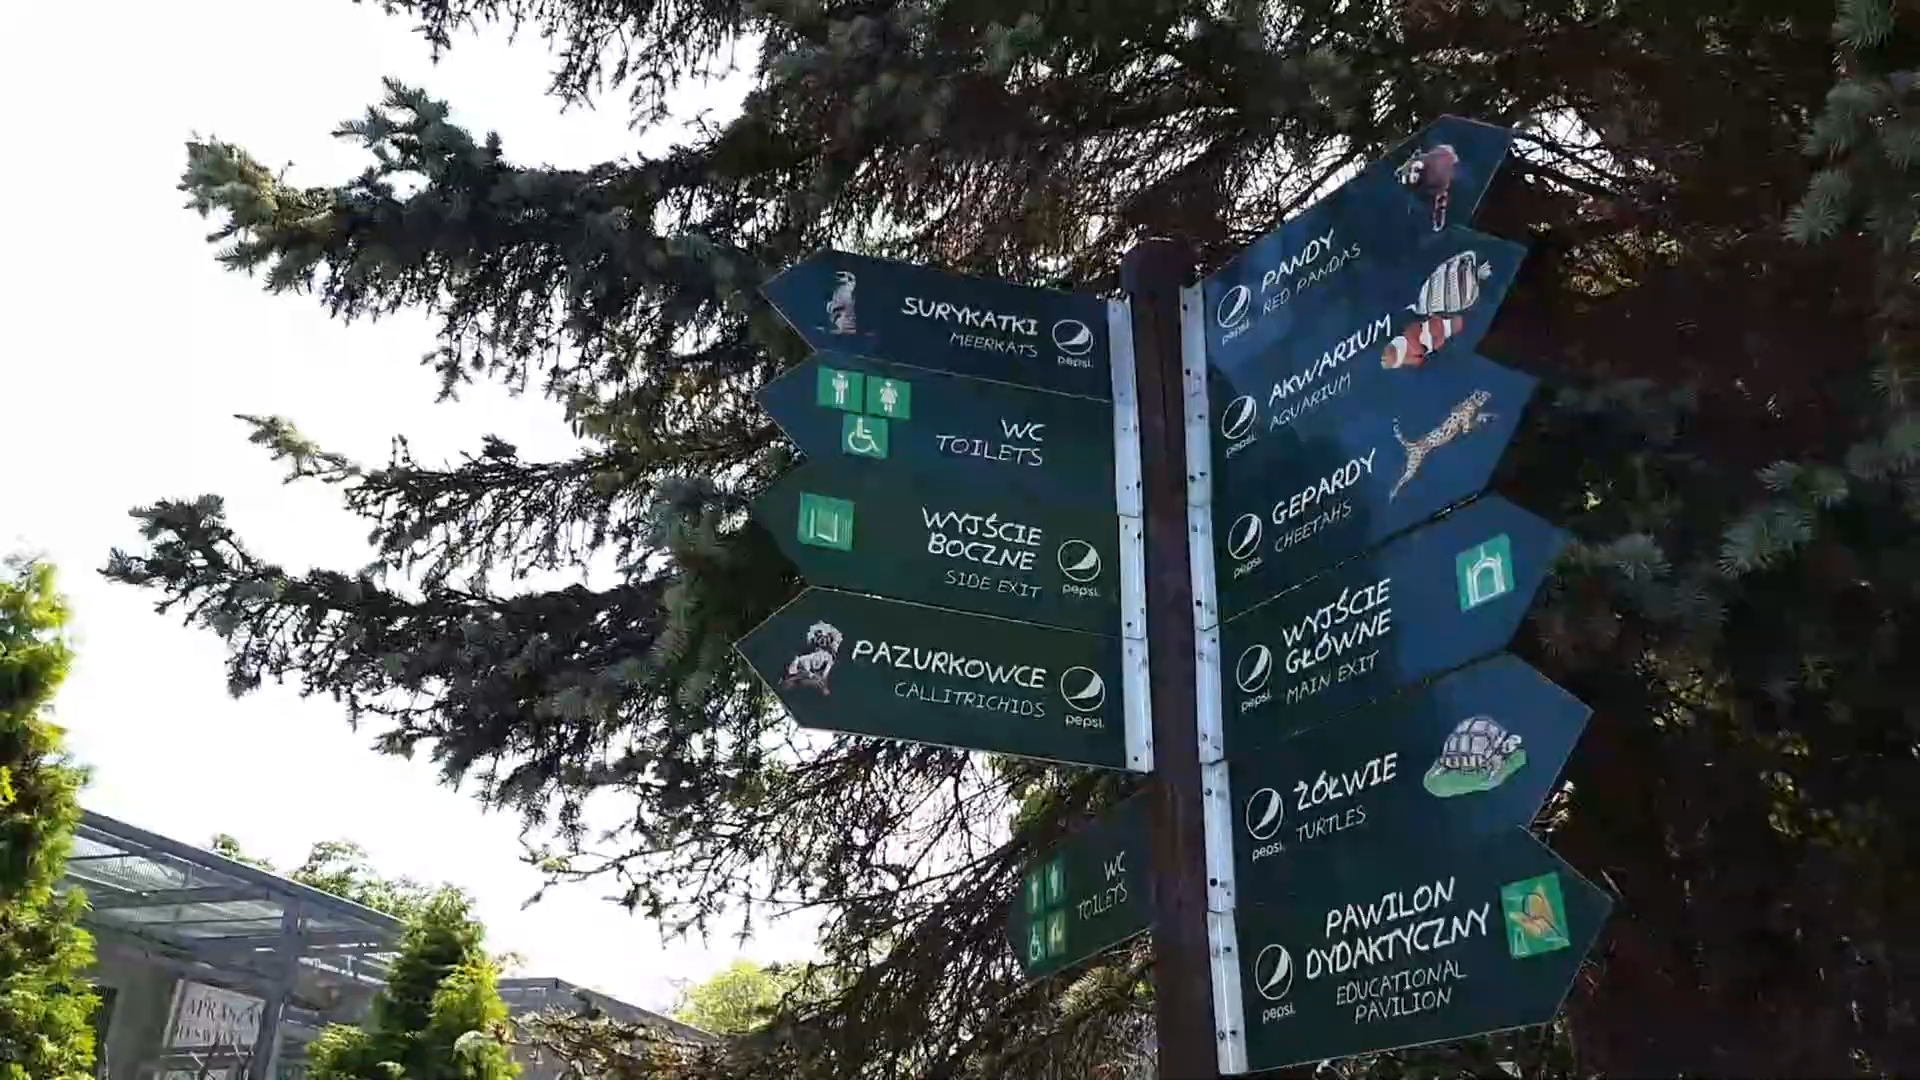 SURYKATKI
MEERKATS
pepsi.
WC
TOILETS
WYJŚCIE
BOCZNE
SIDE EXIT
pepsi.
PAZURKOWCE
CALLITRICHIDS
pepsi.
WC
TOILETS
PANDY
RED PANDAS
pepsi.
AKWARIUM
AQUARIUM
pepsi.
GEPARDY
CHEETAHS
pepsi.
WYJŚCIE
GŁÓWNE
MAIN EXIT
pepsi.
ŻÓŁWIE
TURTLES
pepsi.
PAWILON
DYDAKTYCZNY
EDUCATIONAL
PAVILION
pepsi.